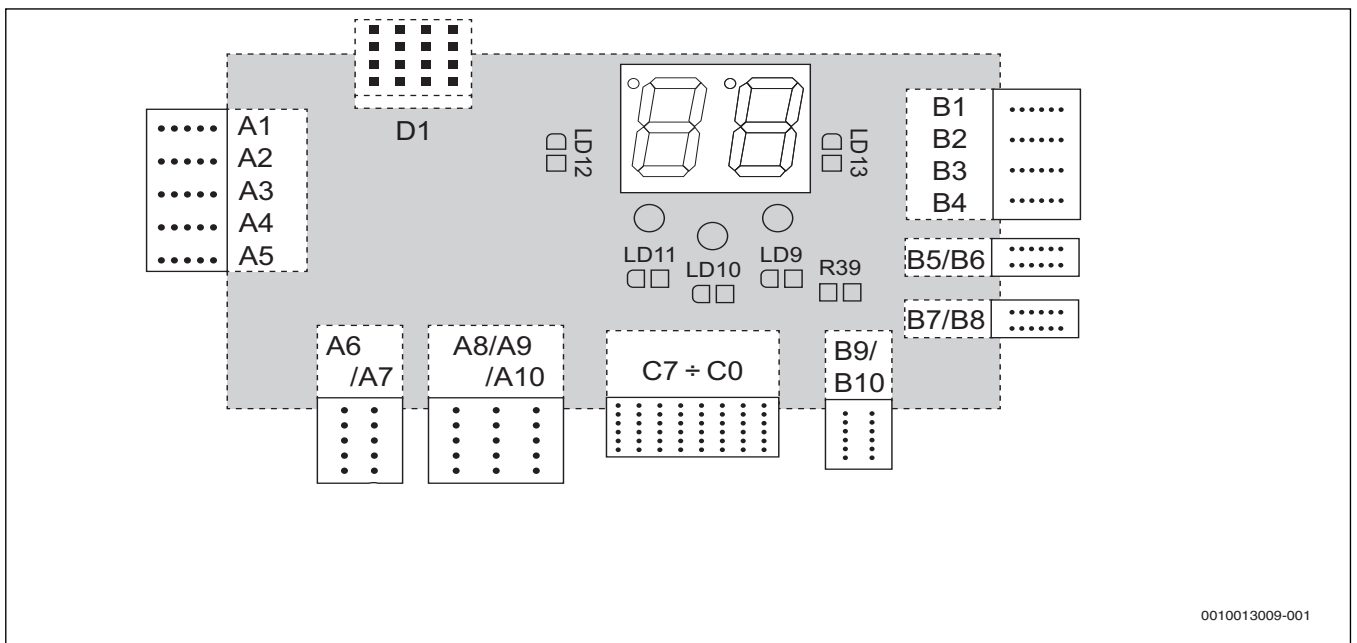 D1
A1
A2
A3
A4
A5
LD12
LD13
B1
B2
B3
B4
B5/B6
B7/B8
LD11
LD10
LD9
R39
A6
/A7
A8/A9
/A10
C7 ÷ C0
B9/
B10
0010013009-001